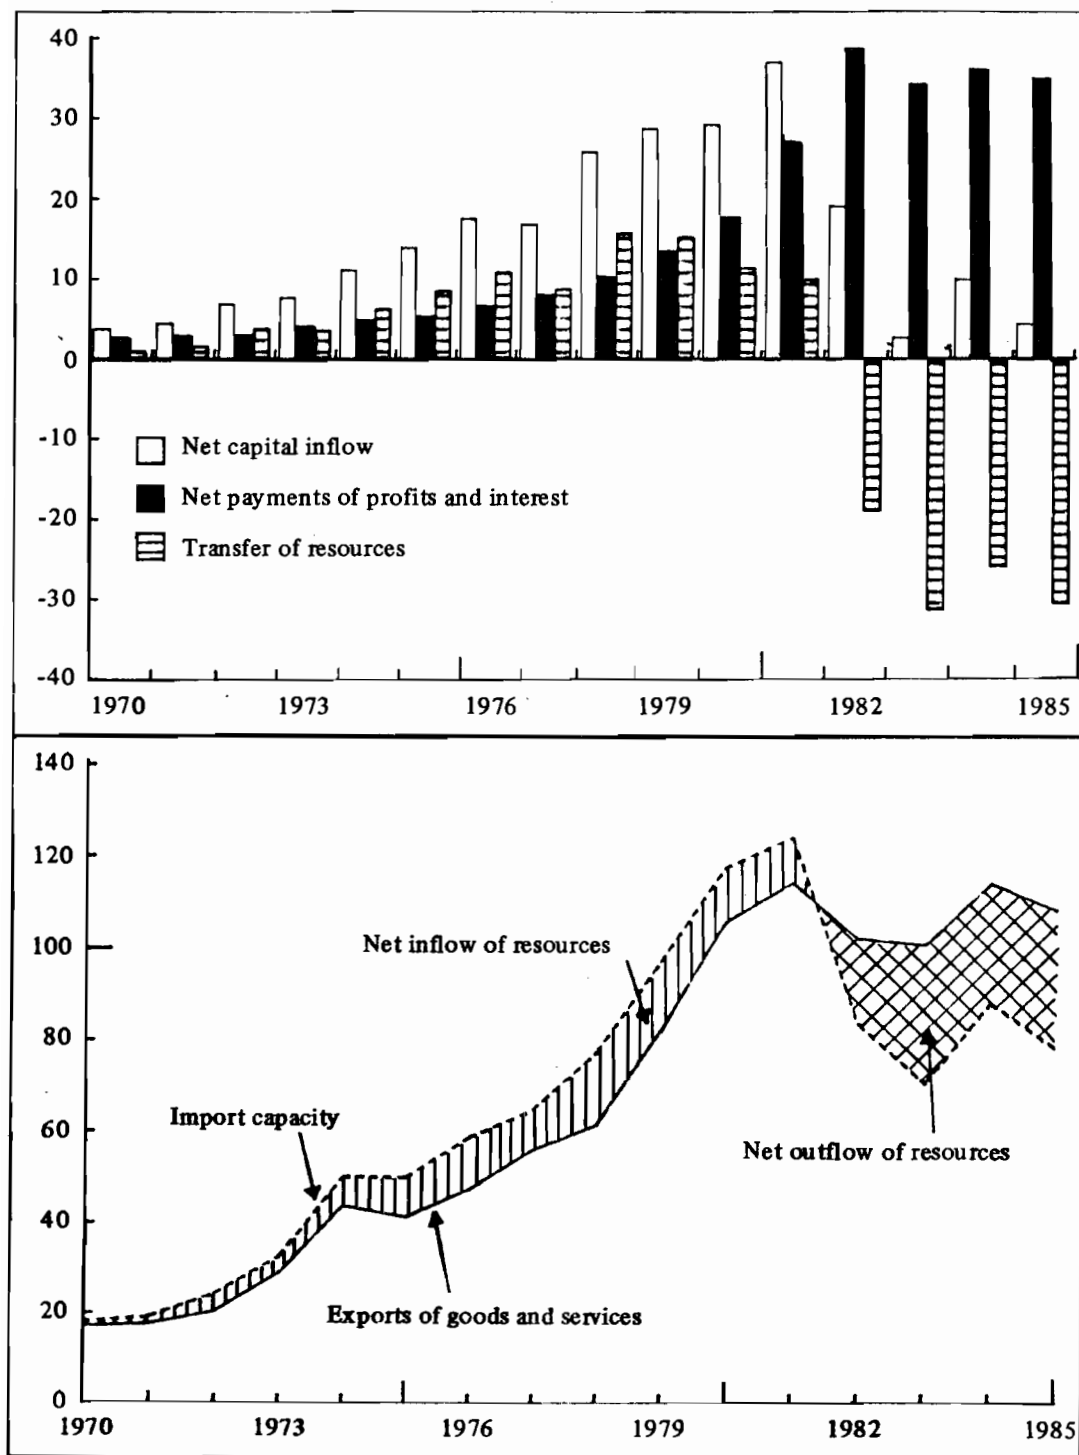 40
30
20
10
0
-10
-20
-30
-40
Net capital inflow
Net payments of profits and interest
Transfer of resources
1970 1973 1976 1979 1982 1985
140
120
100
80
60
40
20
0
Net inflow of resources
Import capacity
Net outflow of resources
Exports of goods and services
1970 1973 1976 1979 1982 1985